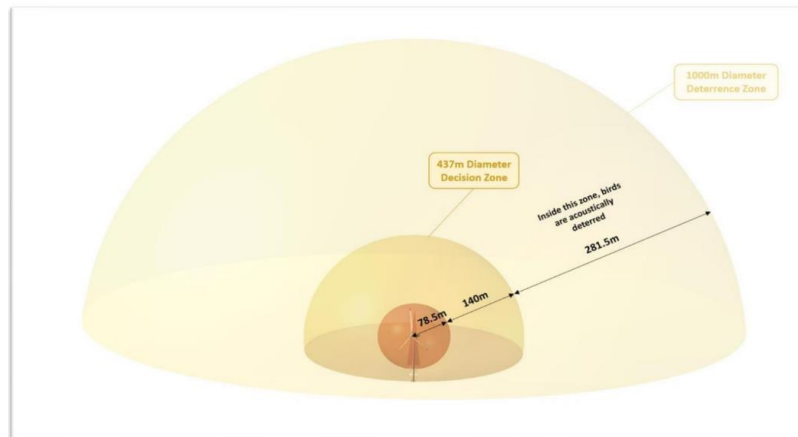 1000m Diameter
Deterrence Zone
437m Diameter
Decision Zone
Inside this zone, birds
are acoustically
deterred
281.5m
140m
78.5m